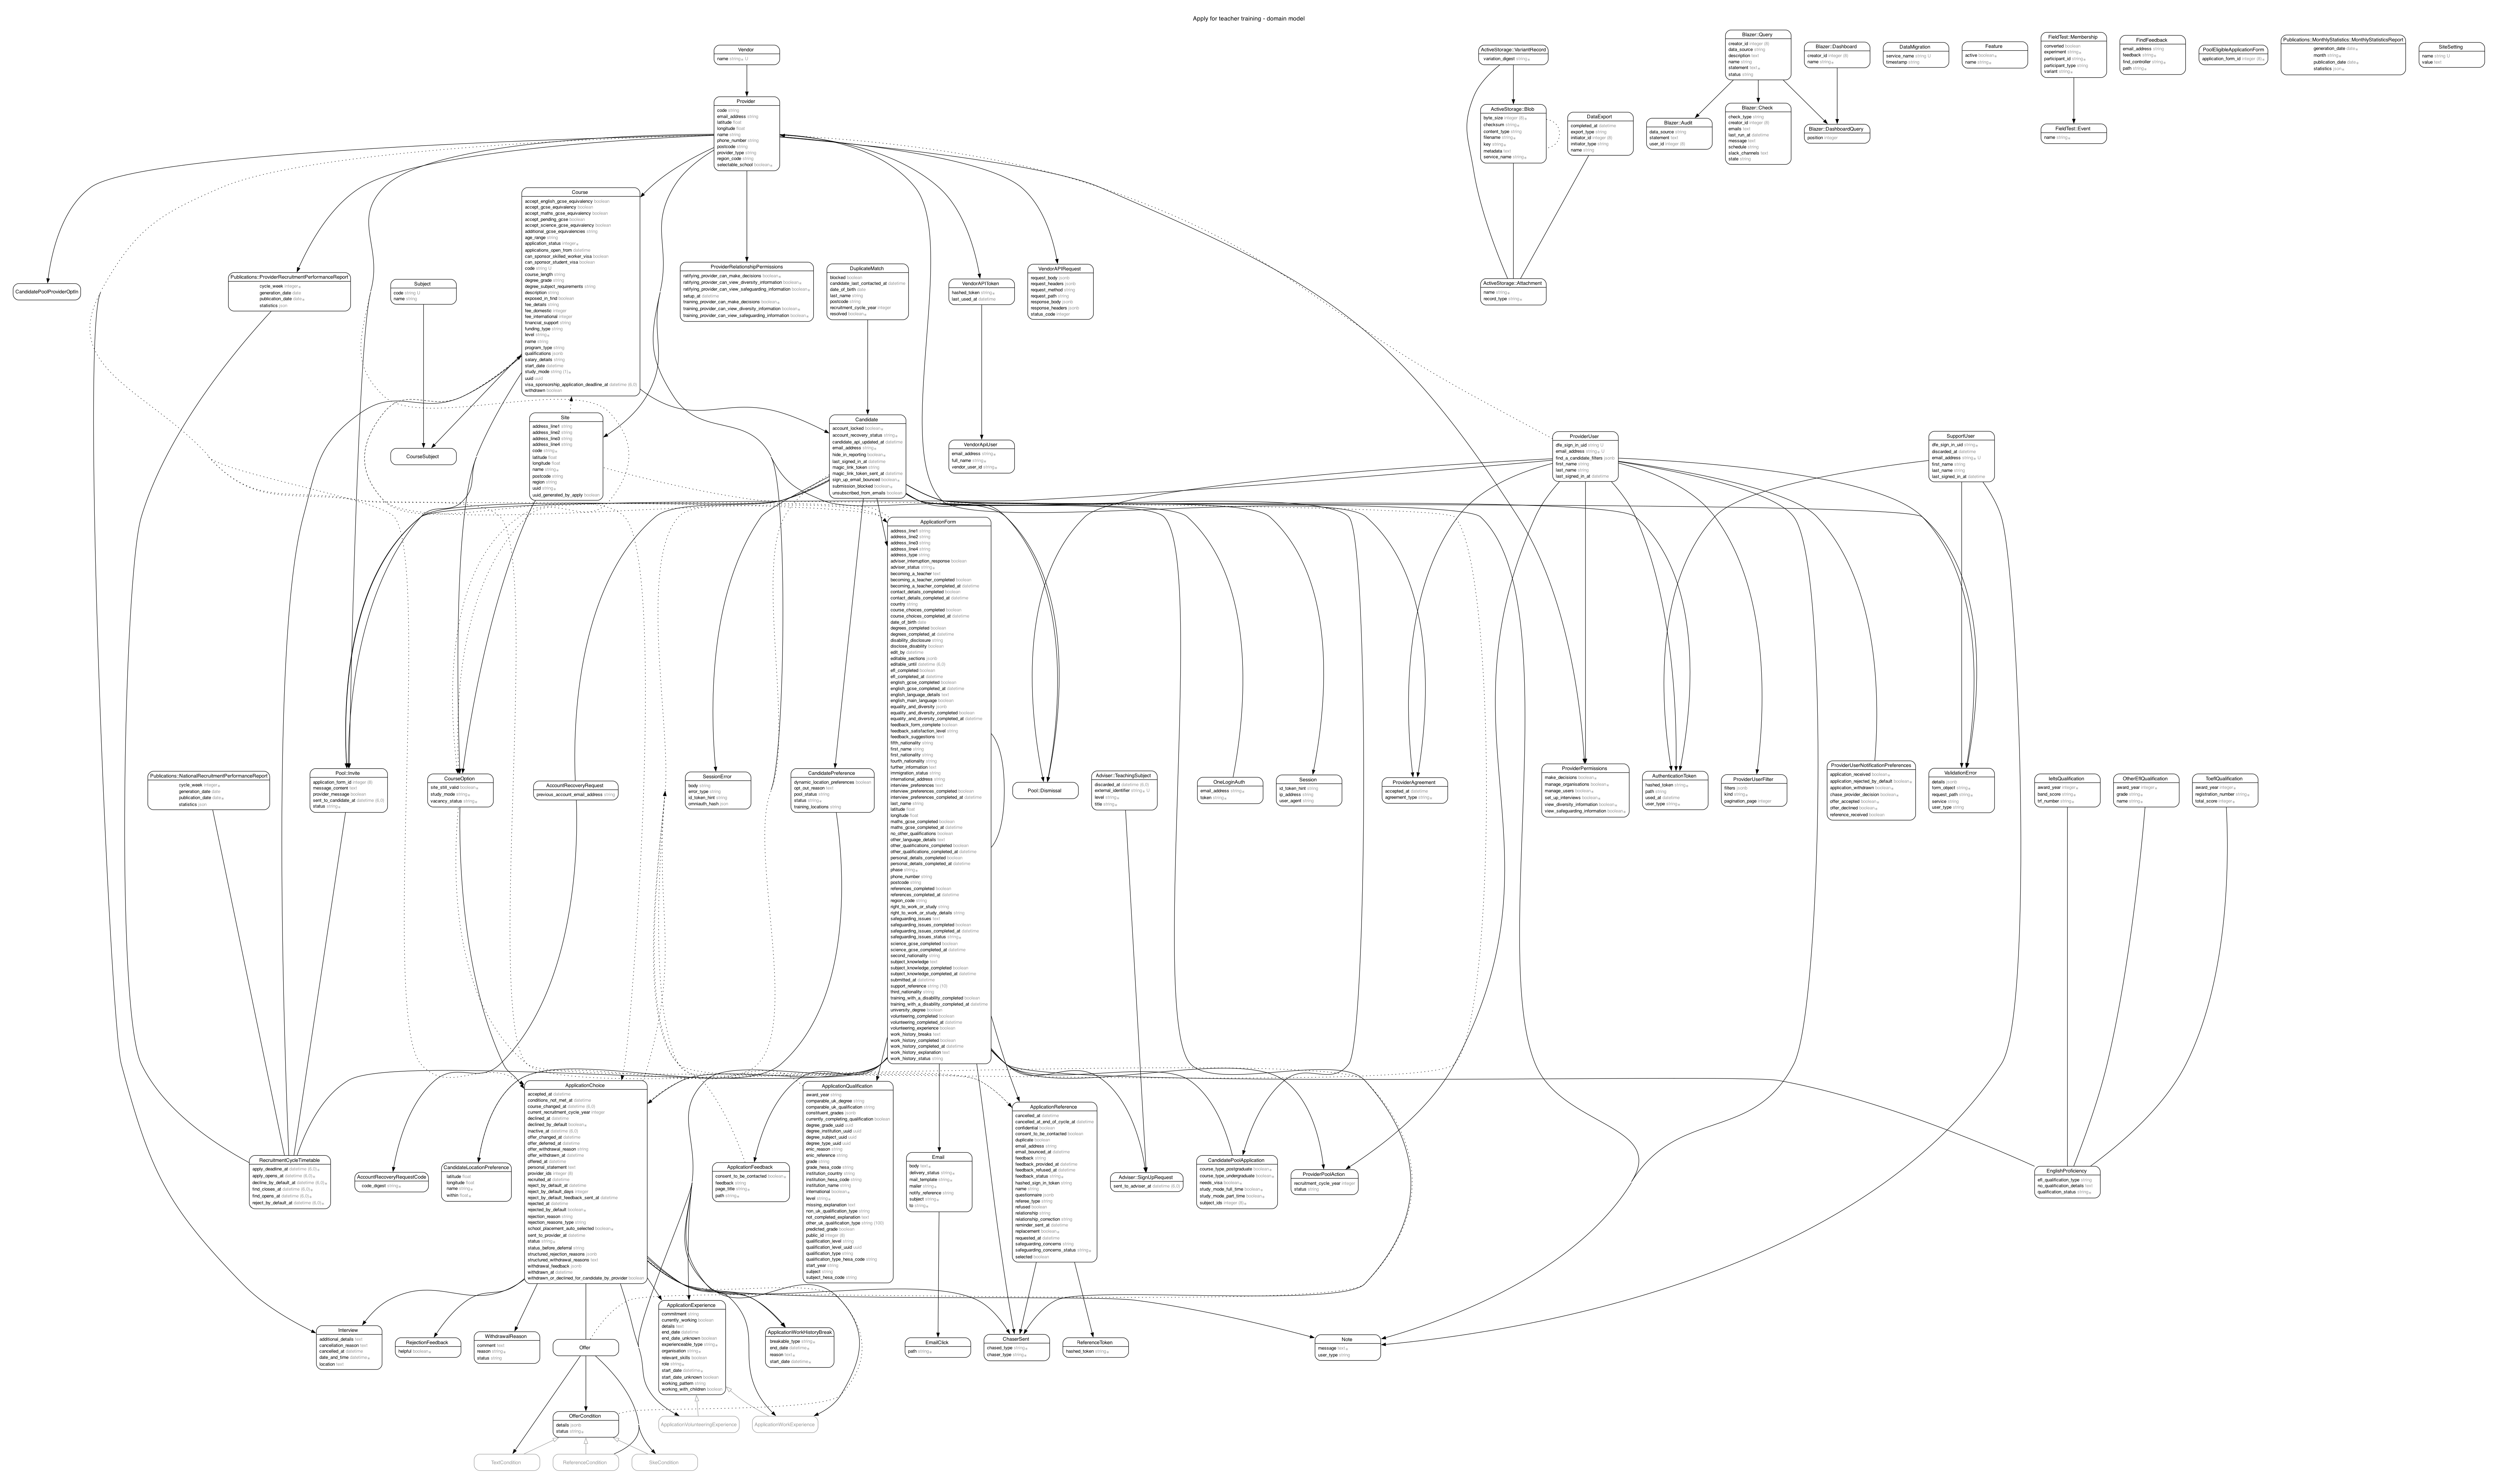 Apply for teacher training - domain model
Vendor
name string* U
Provider
code string
email_address string
latitude float
longitude float
name string
phone_number string
postcode string
provider_type string
region_code string
selectable_school boolean*
ActiveStorage::VariantRecord
variation_digest string*
ActiveStorage::Blob
byte_size integer (8)*
checksum string*
content_type string
filename string*
key string*
metadata text
service_name string*
DataExport
completed_at datetime
export_type string
initiator_id integer (8)
initiator_type string
name string
Blazer::Query
creator_id integer (8)
data_source string
description text
name string
statement text*
status string
Blazer::Audit
data_source string
statement text
user_id integer (8)
Blazer::Check
check_type string
creator_id integer (8)
emails text
last_run_at datetime
message text
schedule string
slack_channels text
state string
Blazer::Dashboard
creator_id integer (8)
name string*
Blazer::DashboardQuery
position integer
DataMigration
service_name string U
timestamp string
Feature
active boolean*
name string*
FieldTest::Membership
converted boolean
experiment string*
participant_id string*
participant_type string
variant string*
FieldTest::Event
name string*
FindFeedback
email_address string
feedback string*
find_controller string*
path string*
PoolEligibleApplicationForm
application_form_id integer (8)*
Publications::MonthlyStatistics::MonthlyStatisticsReport
generation_date date*
month string*
publication_date date*
statistics json*
SiteSetting
name string U
value text
Course
accept_english_gcse_equivalency boolean
accept_gcse_equivalency boolean
accept_maths_gcse_equivalency boolean
accept_pending_gcse boolean
accept_science_gcse_equivalency boolean
additional_gcse_equivalencies string
age_range string
application_status integer*
applications_open_from datetime
can_sponsor_skilled_worker_visa boolean
can_sponsor_student_visa boolean
code string U
course_length string
degree_grade string
degree_subject_requirements string
description string
exposed_in_find boolean
fee_details string
fee_domestic integer
fee_international integer
financial_support string
funding_type string
level string*
name string
program_type string
qualifications jsonb
salary_details string
start_date datetime
study_mode string (1)*
uuid uuid
visa_sponsorship_application_deadline_at datetime (6,0)
withdrawn boolean
CandidatePoolProviderOptIn
Publications::ProviderRecruitmentPerformanceReport
cycle_week integer*
generation_date date
publication_date date*
statistics json
Subject
code string U
name string
ProviderRelationshipPermissions
ratifying_provider_can_make_decisions boolean*
ratifying_provider_can_view_diversity_information boolean*
ratifying_provider_can_view_safeguarding_information boolean*
setup_at datetime
training_provider_can_make_decisions boolean*
training_provider_can_view_diversity_information boolean*
training_provider_can_view_safeguarding_information boolean*
DuplicateMatch
blocked boolean
candidate_last_contacted_at datetime
date_of_birth date
last_name string
postcode string
recruitment_cycle_year integer
resolved boolean*
VendorAPIToken
hashed_token string*
last_used_at datetime
VendorAPIRequest
request_body jsonb
request_headers jsonb
request_method string
request_path string
response_body jsonb
response_headers jsonb
status_code integer
ActiveStorage::Attachment
name string*
record_type string*
Site
address_line1 string
address_line2 string
address_line3 string
address_line4 string
code string*
latitude float
longitude float
name string*
postcode string
region string
uuid string*
uuid_generated_by_apply boolean
CourseSubject
Candidate
account_locked boolean*
account_recovery_status string*
candidate_api_updated_at datetime
email_address string*
hide_in_reporting boolean*
last_signed_in_at datetime
magic_link_token string
magic_link_token_sent_at datetime
sign_up_email_bounced boolean*
submission_blocked boolean*
unsubscribed_from_emails boolean
VendorApiUser
email_address string*
full_name string*
vendor_user_id string*
ProviderUser
dfe_sign_in_uid string U
email_address string* U
find_a_candidate_filters jsonb
first_name string
last_name string
last_signed_in_at datetime
SupportUser
dfe_sign_in_uid string*
discarded_at datetime
email_address string* U
first_name string
last_name string
last_signed_in_at datetime
ApplicationForm
address_line1 string
address_line2 string
address_line3 string
address_line4 string
address_type string
adviser_interruption_response boolean
adviser_status string*
becoming_a_teacher text
becoming_a_teacher_completed boolean
becoming_a_teacher_completed_at datetime
contact_details_completed boolean
contact_details_completed_at datetime
country string
course_choices_completed boolean
course_choices_completed_at datetime
date_of_birth date
degrees_completed boolean
degrees_completed_at datetime
disability_disclosure string
disclose_disability boolean
edit_by datetime
editable_sections jsonb
editable_until datetime (6,0)
efl_completed boolean
efl_completed_at datetime
english_gcse_completed boolean
english_gcse_completed_at datetime
english_language_details text
english_main_language boolean
equality_and_diversity jsonb
equality_and_diversity_completed boolean
equality_and_diversity_completed_at datetime
feedback_form_complete boolean
feedback_satisfaction_level string
feedback_suggestions text
fifth_nationality string
first_name string
first_nationality string
fourth_nationality string
further_information text
immigration_status string
international_address string
interview_preferences text
interview_preferences_completed boolean
interview_preferences_completed_at datetime
last_name string
latitude float
longitude float
maths_gcse_completed boolean
maths_gcse_completed_at datetime
no_other_qualifications boolean
other_language_details text
other_qualifications_completed boolean
other_qualifications_completed_at datetime
personal_details_completed boolean
personal_details_completed_at datetime
phase string*
phone_number string
postcode string
references_completed boolean
references_completed_at datetime
region_code string
right_to_work_or_study string
right_to_work_or_study_details string
safeguarding_issues text
safeguarding_issues_completed boolean
safeguarding_issues_completed_at datetime
safeguarding_issues_status string*
science_gcse_completed boolean
science_gcse_completed_at datetime
second_nationality string
subject_knowledge text
subject_knowledge_completed boolean
subject_knowledge_completed_at datetime
submitted_at datetime
support_reference string (10)
third_nationality string
training_with_a_disability_completed boolean
training_with_a_disability_completed_at datetime
university_degree boolean
volunteering_completed boolean
volunteering_completed_at datetime
volunteering_experience boolean
work_history_breaks text
work_history_completed boolean
work_history_completed_at datetime
work_history_explanation text
work_history_status string
Publications::NationalRecruitmentPerformanceReport
cycle_week integer*
generation_date date
publication_date date*
statistics json
Pool::Invite
application_form_id integer (8)
message_content text
provider_message boolean
sent_to_candidate_at datetime (6,0)
status string*
CourseOption
site_still_valid boolean*
study_mode string*
vacancy_status string*
AccountRecoveryRequest
previous_account_email_address string
SessionError
body string
error_type string
id_token_hint string
omniauth_hash json
CandidatePreference
dynamic_location_preferences boolean
opt_out_reason text
pool_status string
status string*
training_locations string
Pool::Dismissal
Adviser::TeachingSubject
discarded_at datetime (6,0)
external_identifier string* U
level string*
title string*
OneLoginAuth
email_address string*
token string*
Session
id_token_hint string
ip_address string
user_agent string
ProviderAgreement
accepted_at datetime
agreement_type string*
ProviderPermissions
make_decisions boolean*
manage_organisations boolean*
manage_users boolean*
set_up_interviews boolean*
view_diversity_information boolean*
view_safeguarding_information boolean*
AuthenticationToken
hashed_token string*
path string
used_at datetime
user_type string*
ProviderUserFilter
filters jsonb
kind string*
pagination_page integer
ProviderUserNotificationPreferences
application_received boolean*
application_rejected_by_default boolean*
application_withdrawn boolean*
chase_provider_decision boolean*
offer_accepted boolean*
offer_declined boolean*
reference_received boolean
ValidationError
details jsonb
form_object string*
request_path string*
service string
user_type string
IeltsQualification
award_year integer*
band_score string*
trf_number string*
OtherEflQualification
award_year integer*
grade string*
name string*
ToeflQualification
award_year integer*
registration_number string*
total_score integer*
RecruitmentCycleTimetable
apply_deadline_at datetime (6,0)*
apply_opens_at datetime (6,0)*
decline_by_default_at datetime (6,0)*
find_closes_at datetime (6,0)*
find_opens_at datetime (6,0)*
reject_by_default_at datetime (6,0)*
AccountRecoveryRequestCode
code_digest string*
CandidateLocationPreference
latitude float
longitude float
name string*
within float*
ApplicationChoice
accepted_at datetime
conditions_not_met_at datetime
course_changed_at datetime (6,0)
current_recruitment_cycle_year integer
declined_at datetime
declined_by_default boolean*
inactive_at datetime (6,0)
offer_changed_at datetime
offer_deferred_at datetime
offer_withdrawal_reason string
offer_withdrawn_at datetime
offered_at datetime
personal_statement text
provider_ids integer (8)
recruited_at datetime
reject_by_default_at datetime
reject_by_default_days integer
reject_by_default_feedback_sent_at datetime
rejected_at datetime
rejected_by_default boolean*
rejection_reason string
rejection_reasons_type string
school_placement_auto_selected boolean*
sent_to_provider_at datetime
status string*
status_before_deferral string
structured_rejection_reasons jsonb
structured_withdrawal_reasons text
withdrawal_feedback jsonb
withdrawn_at datetime
withdrawn_or_declined_for_candidate_by_provider boolean
ApplicationFeedback
consent_to_be_contacted boolean*
feedback string
page_title string*
path string*
ApplicationQualification
award_year string
comparable_uk_degree string
comparable_uk_qualification string
constituent_grades jsonb
currently_completing_qualification boolean
degree_grade_uuid uuid
degree_institution_uuid uuid
degree_subject_uuid uuid
degree_type_uuid uuid
enic_reason string
enic_reference string
grade string
grade_hesa_code string
institution_country string
institution_hesa_code string
institution_name string
international boolean*
level string*
missing_explanation text
non_uk_qualification_type string
not_completed_explanation text
other_uk_qualification_type string (100)
predicted_grade boolean
public_id integer (8)
qualification_level string
qualification_level_uuid uuid
qualification_type string
qualification_type_hesa_code string
start_year string
subject string
subject_hesa_code string
Email
body text*
delivery_status string*
mail_template string*
mailer string*
notify_reference string
subject string*
to string*
ApplicationReference
cancelled_at datetime
cancelled_at_end_of_cycle_at datetime
confidential boolean
consent_to_be_contacted boolean
duplicate boolean
email_address string
email_bounced_at datetime
feedback string
feedback_provided_at datetime
feedback_refused_at datetime
feedback_status string*
hashed_sign_in_token string
name string
questionnaire jsonb
referee_type string
refused boolean
relationship string
relationship_correction string
reminder_sent_at datetime
replacement boolean*
requested_at datetime
safeguarding_concerns string
safeguarding_concerns_status string*
selected boolean
Adviser::SignUpRequest
sent_to_adviser_at datetime (6,0)
CandidatePoolApplication
course_type_postgraduate boolean*
course_type_undergraduate boolean*
needs_visa boolean*
study_mode_full_time boolean*
study_mode_part_time boolean*
subject_ids integer (8)*
ProviderPoolAction
recruitment_cycle_year integer
status string
EnglishProficiency
efl_qualification_type string
no_qualification_details text
qualification_status string*
Interview
additional_details text
cancellation_reason text
cancelled_at datetime
date_and_time datetime*
location text
RejectionFeedback
helpful boolean*
WithdrawalReason
comment text
reason string*
status string
Offer
ApplicationExperience
commitment string
currently_working boolean
details text
end_date datetime
end_date_unknown boolean
experienceable_type string*
organisation string*
relevant_skills boolean
role string*
start_date datetime*
start_date_unknown boolean
working_pattern string
working_with_children boolean
ApplicationWorkHistoryBreak
breakable_type string*
end_date datetime*
reason text*
start_date datetime*
EmailClick
path string*
ChaserSent
chased_type string*
chaser_type string*
ReferenceToken
hashed_token string*
Note
message text*
user_type string
OfferCondition
details jsonb
status string*
ApplicationVolunteeringExperience
ApplicationWorkExperience
TextCondition
ReferenceCondition
SkeCondition